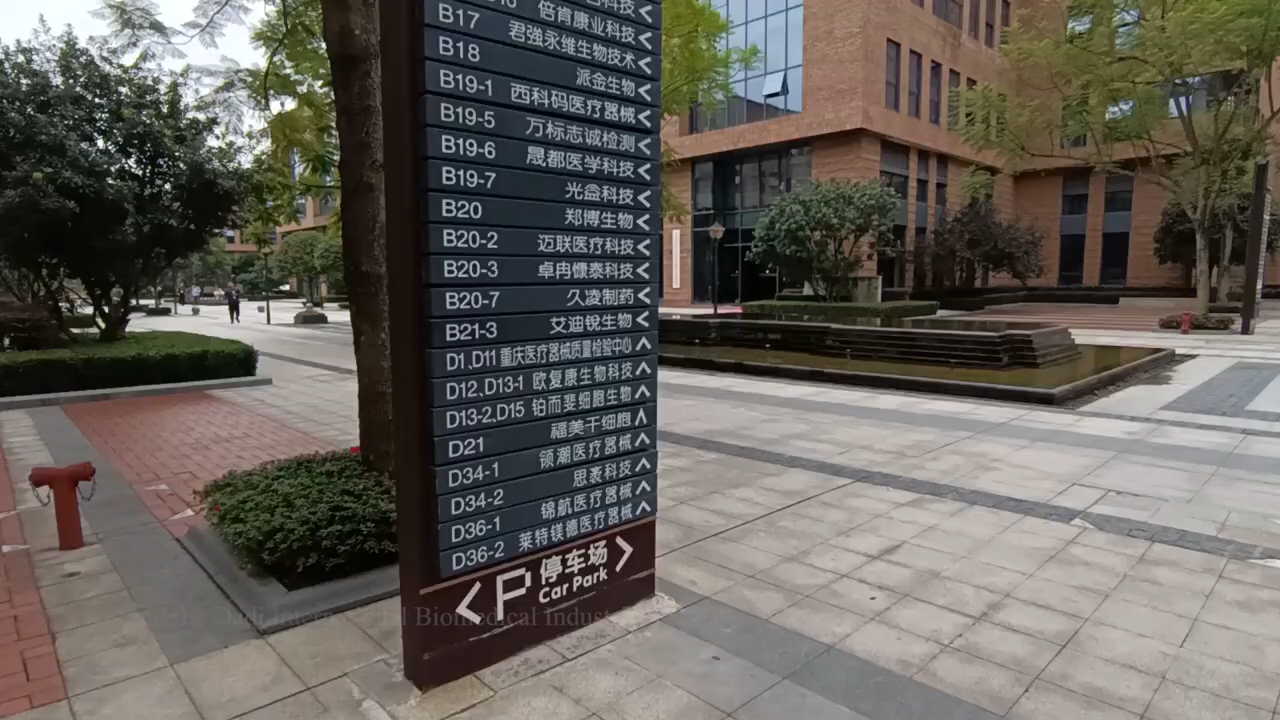 科技 <
B17 倍肯康业科技 <
B18 君強永维生物技术 <
派金生物 <
B19-1 西科码医疗器械 <
B19-5 万标志诚检测 <
B19-6 晟都医学科技 <
B19-7 光益科技 <
B20 郑博生物 <
B20-2 迈联医疗科技 <
B20-3 卓冉慷泰科技 <
B20-7 久凌制药 <
B21-3 艾迪锐生物 <
D1、D11 重庆医疗器械质量检验中心
D12、D13-1 欧复康生物科技
D13-2、D15 铂而斐细胞生物
D21 福美干细胞
D34-1 领潮医疗器械
D34-2 思袤科技
D36-1 锦航医疗器械
D36-2 莱特镁德医疗器械
< P 停车场 >
Car Park
Biomedical Indus